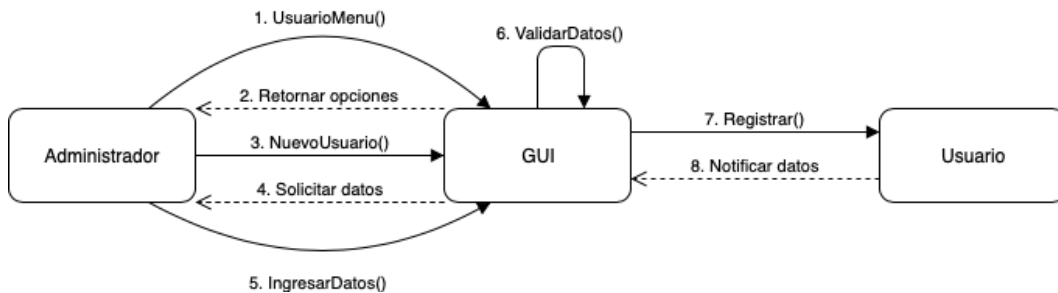 1. UsuarioMenu()
6. ValidarDatos()
2. Retornar opciones
7. Registrar()
Administrador
3. NuevoUsuario()
GUI
Usuario
8. Notificar datos
4. Solicitar datos
5. IngresarDatos()